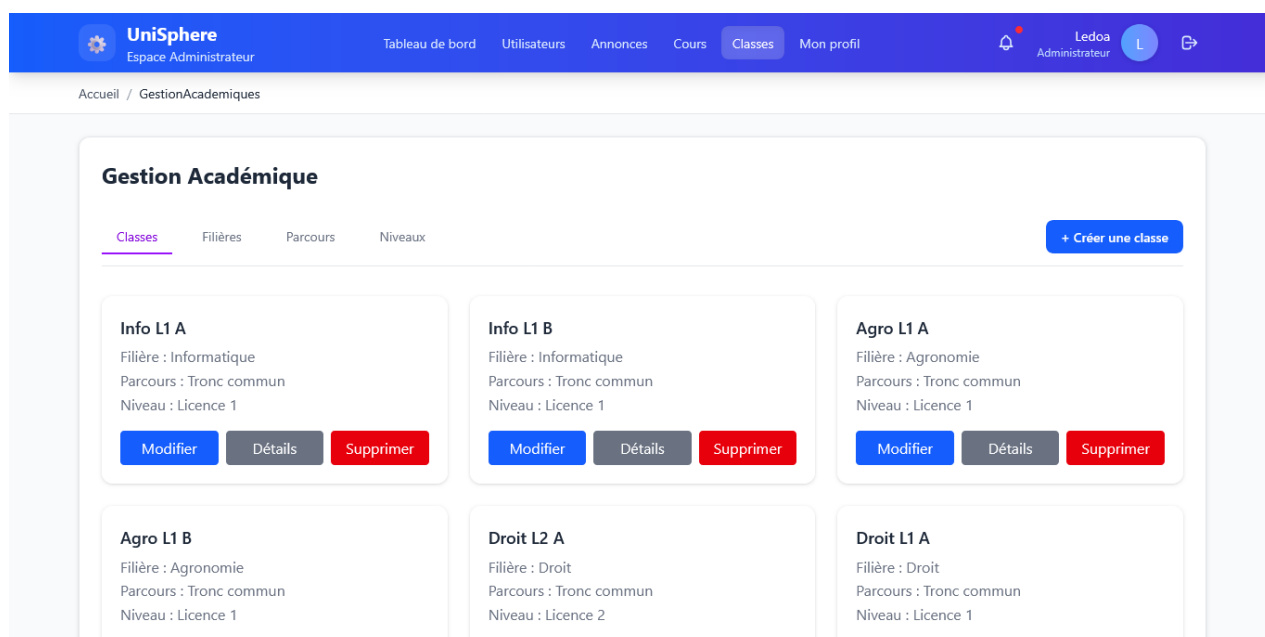 UniSphere
Espace Administrateur
Tableau de bord Utilisateurs Annonces Cours Classes Mon profil
Ledoa
Administrateur
L
Accueil / GestionAcademiques
Gestion Académique
Classes Filières Parcours Niveaux
+ Créer une classe
Info L1 A
Filière : Informatique
Parcours : Tronc commun
Niveau : Licence 1
Modifier Détails Supprimer
Info L1 B
Filière : Informatique
Parcours : Tronc commun
Niveau : Licence 1
Modifier Détails Supprimer
Agro L1 A
Filière : Agronomie
Parcours : Tronc commun
Niveau : Licence 1
Modifier Détails Supprimer
Agro L1 B
Filière : Agronomie
Parcours : Tronc commun
Niveau : Licence 1
Droit L2 A
Filière : Droit
Parcours : Tronc commun
Niveau : Licence 2
Droit L1 A
Filière : Droit
Parcours : Tronc commun
Niveau : Licence 1